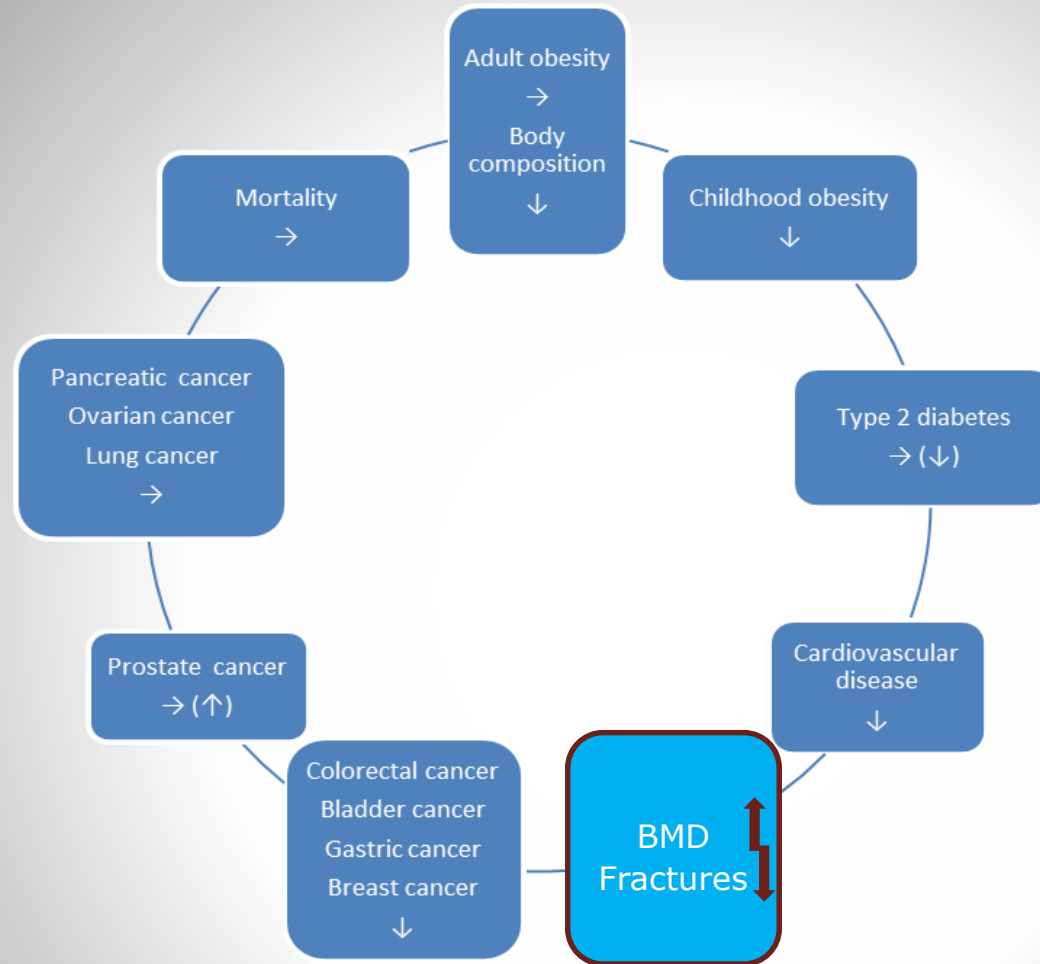 Adult obesity
→
Body
composition
↓
Childhood obesity
↓
Type 2 diabetes
→ (↓)
Cardiovascular
disease
↓
BMD ↑
Fractures ↓
Colorectal cancer
Bladder cancer
Gastric cancer
Breast cancer
↓
Prostate cancer
→ (↑)
Pancreatic cancer
Ovarian cancer
Lung cancer
→
Mortality
→